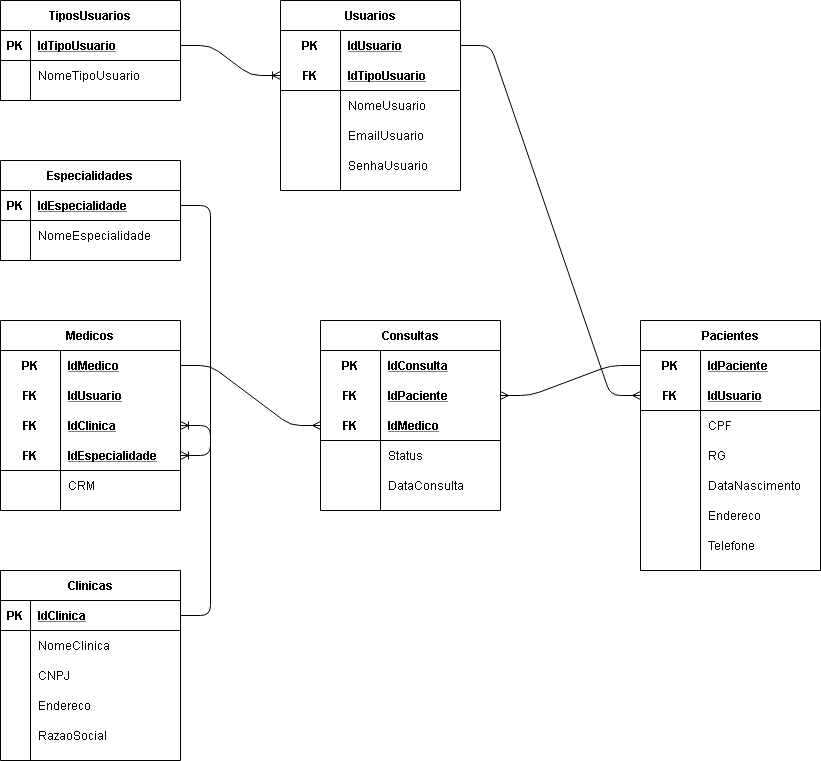 TiposUsuarios
PK IdTipoUsuario
NomeTipoUsuario
Usuarios
PK IdUsuario
FK IdTipoUsuario
NomeUsuario
EmailUsuario
SenhaUsuario
Especialidades
PK IdEspecialidade
NomeEspecialidade
Medicos
PK IdMedico
FK IdUsuario
FK IdClinica
FK IdEspecialidade
CRM
Consultas
PK IdConsulta
FK IdPaciente
FK IdMedico
Status
DataConsulta
Pacientes
PK IdPaciente
FK IdUsuario
CPF
RG
DataNascimento
Endereco
Telefone
Clinicas
PK IdClinica
NomeClinica
CNPJ
Endereco
RazaoSocial